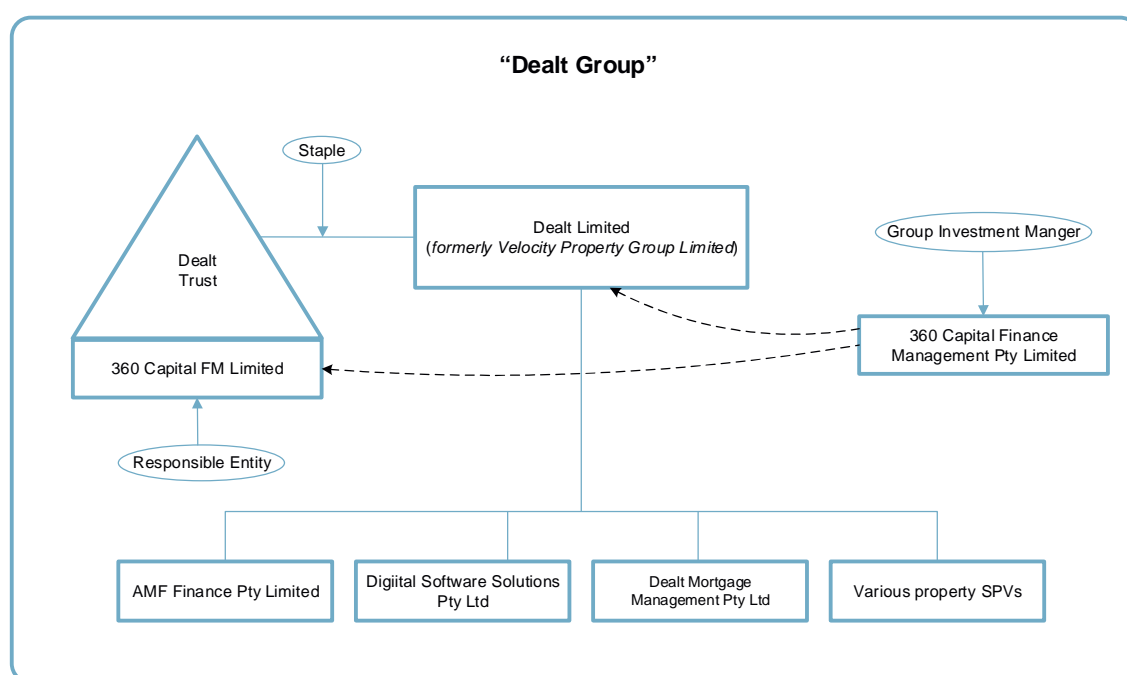 “Dealt Group”
Staple
Dealt Limited
(formerly Velocity Property Group Limited)
Group Investment Manger
Dealt
Trust
360 Capital Finance
Management Pty Limited
360 Capital FM Limited
Responsible Entity
AMF Finance Pty Limited
Digiital Software Solutions
Pty Ltd
Dealt Mortgage
Management Pty Ltd
Various property SPVs